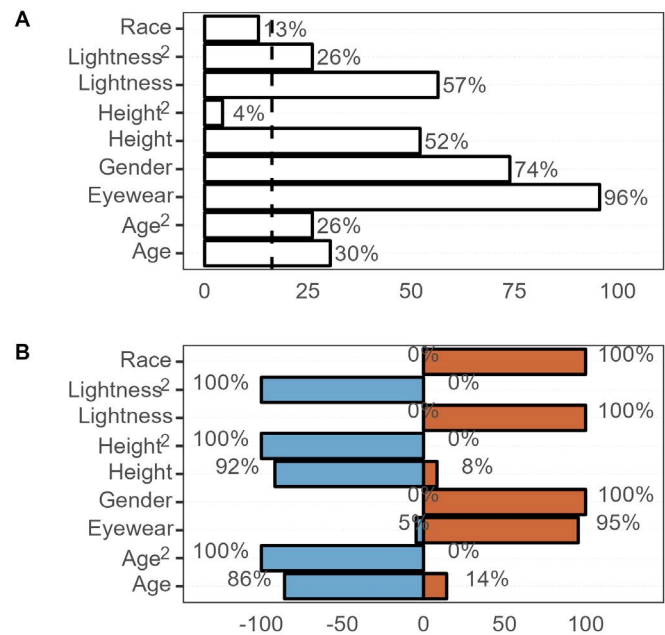 A
Race 13%
Lightness² 26%
Lightness 57%
Height² 4%
Height 52%
Gender 74%
Eyewear 96%
Age² 26%
Age 30%
0 25 50 75 100
B
Race 0% 100%
Lightness² 100% 0%
Lightness 0% 100%
Height² 100% 0%
Height 92% 8%
Gender 0% 100%
Eyewear 5% 95%
Age² 100% 0%
Age 86% 14%
-100 -50 0 50 100